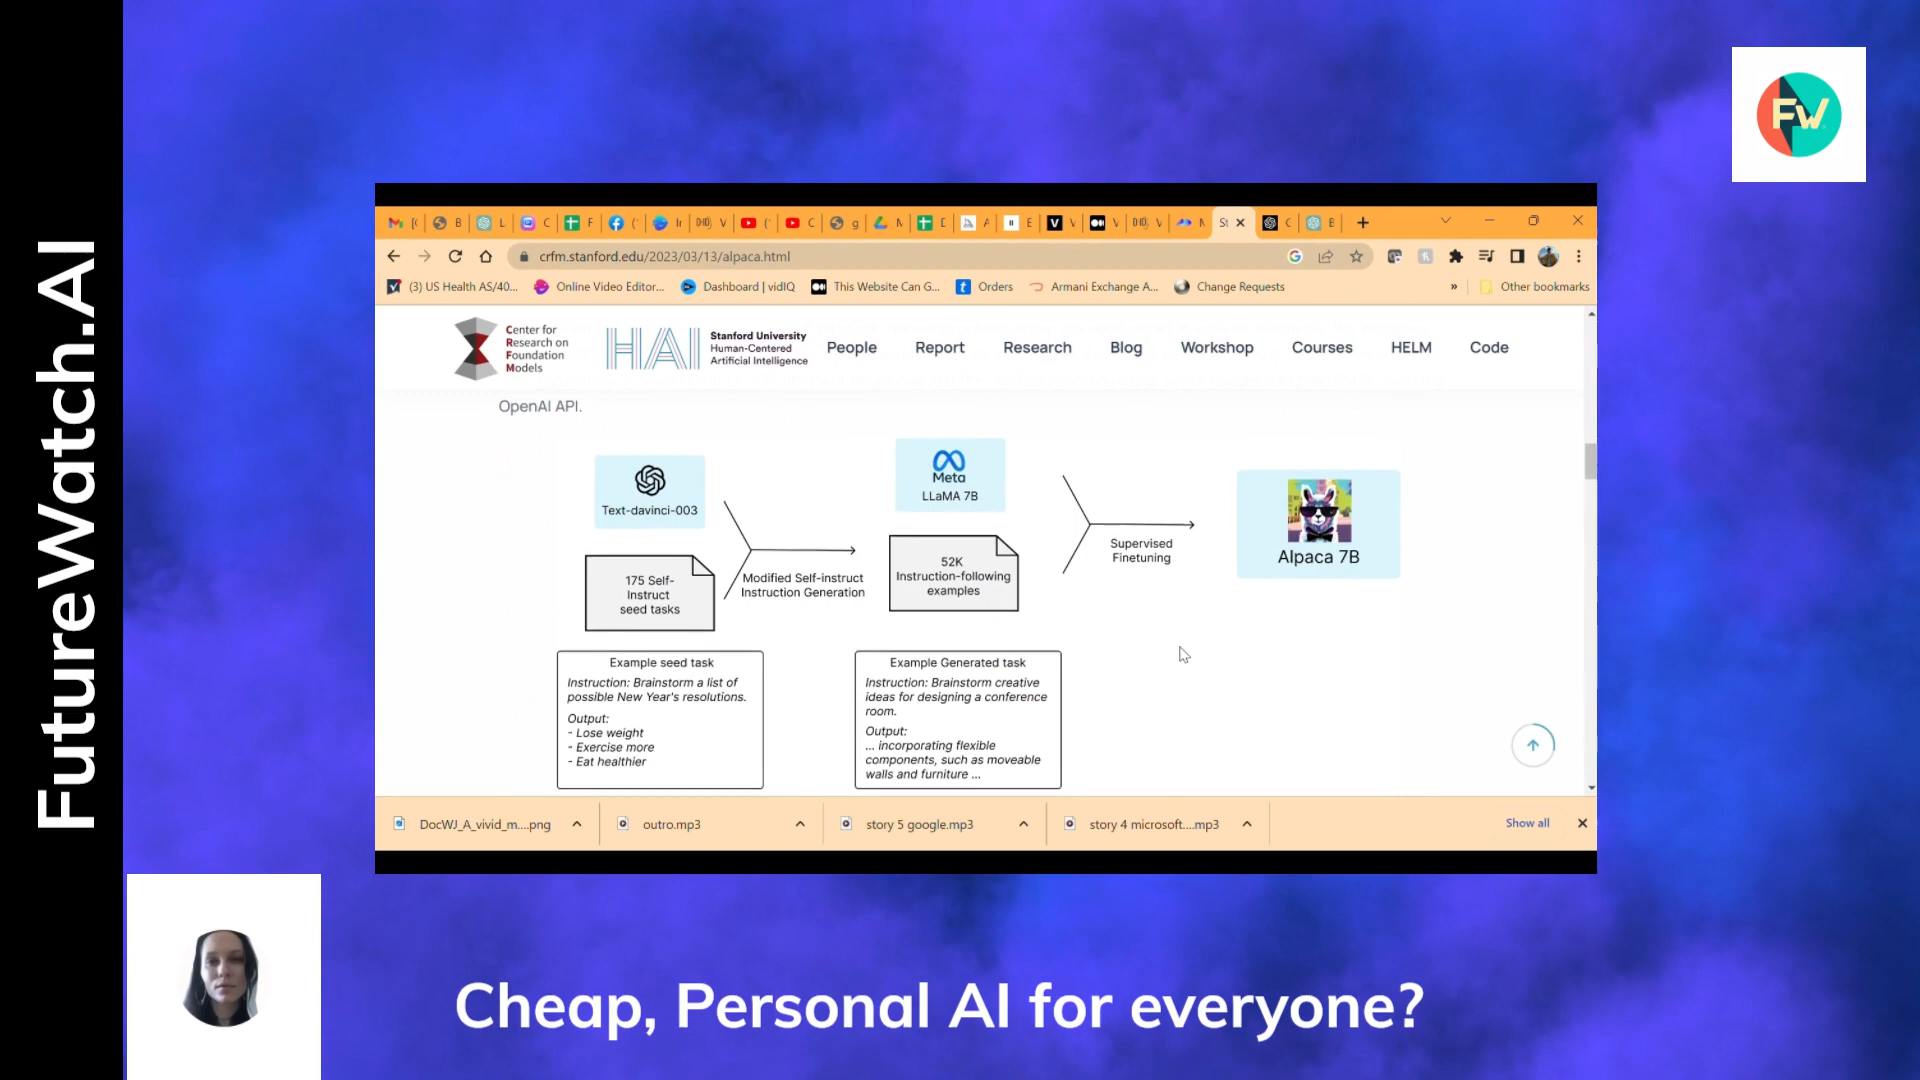 FutureWatch.AI
FW
crfm.stanford.edu/2023/03/13/alpaca.html
(3) US Health AS/40...
Online Video Editor...
Dashboard | vidIQ
This Website Can G...
Orders
Armani Exchange A...
Change Requests
»
Other bookmarks
Center for
Research on
Foundation
Models
HAI
Stanford University
Human-Centered
Artificial Intelligence
People
Report
Research
Blog
Workshop
Courses
HELM
Code
OpenAI API.
Text-davinci-003
175 Self-
Instruct
seed tasks
Modified Self-instruct
Instruction Generation
Meta
LLaMA 7B
52K
Instruction-following
examples
Supervised
Finetuning
Alpaca 7B
Example seed task
Instruction: Brainstorm a list of
possible New Year's resolutions.
Output:
- Lose weight
- Exercise more
- Eat healthier
Example Generated task
Instruction: Brainstorm creative
ideas for designing a conference
room.
Output:
... incorporating flexible
components, such as moveable
walls and furniture ...
DocWJ_A_vivid_m....png
outro.mp3
story 5 google.mp3
story 4 microsoft....mp3
Show all
Cheap, Personal AI for everyone?